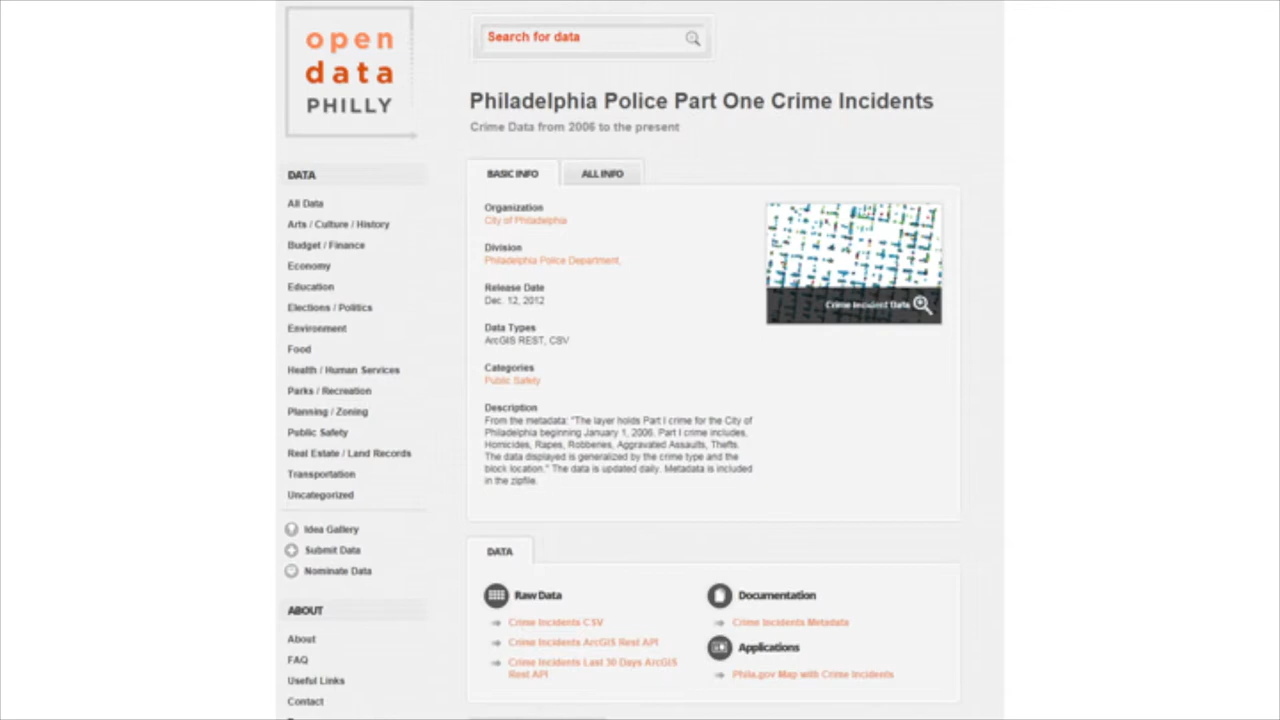 open
data
PHILLY
Search for data
Philadelphia Police Part One Crime Incidents
Crime Data from 2006 to the present
DATA
All Data
Arts / Culture / History
Budget / Finance
Economy
Education
Elections / Politics
Environment
Food
Health / Human Services
Parks / Recreation
Planning / Zoning
Public Safety
Real Estate / Land Records
Transportation
Uncategorized
Idea Gallery
Submit Data
Nominate Data
ABOUT
About
FAQ
Useful Links
Contact
BASIC INFO
ALL INFO
Organization
City of Philadelphia
Division
Philadelphia Police Department,
Release Date
Dec. 12, 2012
Data Types
ArcGIS REST, CSV
Categories
Public Safety
Description
From the metadata: "The layer holds Part I crime for the City of
Philadelphia beginning January 1, 2006. Part I crime includes,
Homicides, Rapes, Robberies, Aggravated Assaults, Thefts.
The data displayed is generalized by the crime type and the
block location." The data is updated daily. Metadata is included
in the zipfile.
Crime Incident Data
DATA
Raw Data
Crime Incidents CSV
Crime Incidents ArcGIS Rest API
Crime Incidents Last 30 Days ArcGIS
Rest API
Documentation
Crime Incidents Metadata
Applications
Phila.gov Map with Crime Incidents